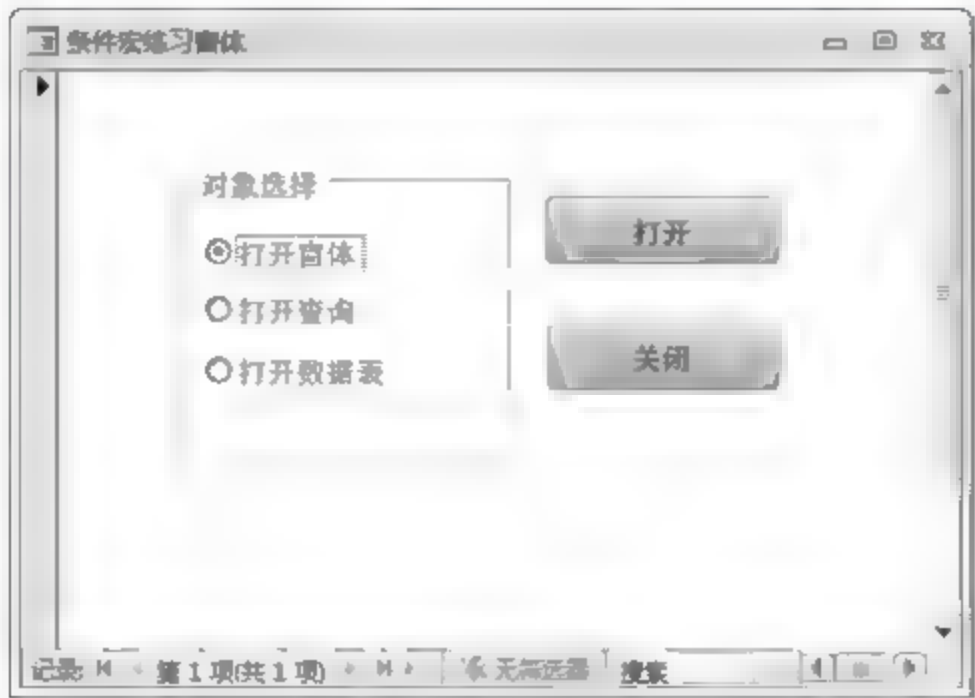 条件宏练习窗体
对象选择
打开窗体
打开查询
打开数据表
打开
关闭
记录: 第 1 项(共 1 项) 无筛选器 搜索